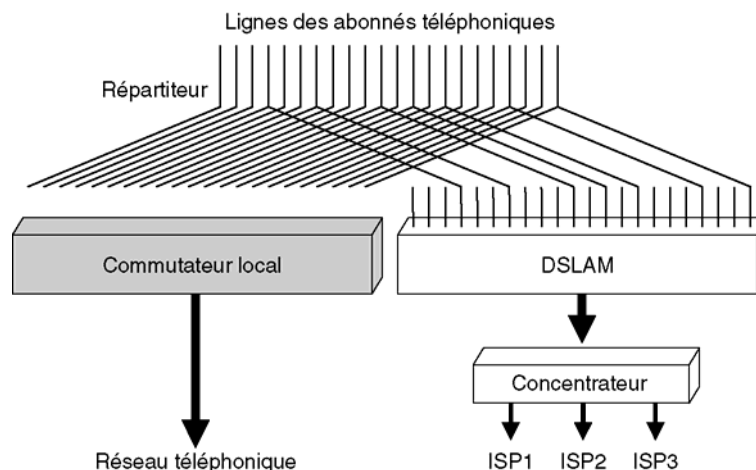 Lignes des abonnés téléphoniques
Répartiteur
Commutateur local
DSLAM
Concentrateur
Réseau téléphonique
ISP1
ISP2
ISP3